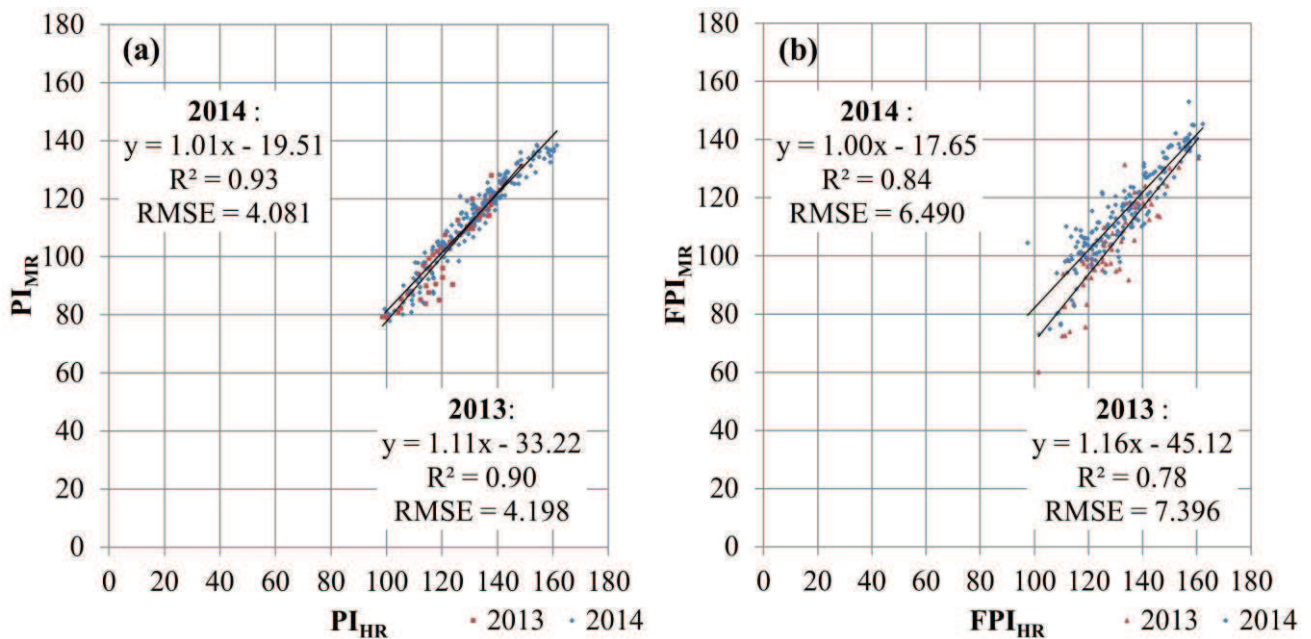 (a)
180
160
140
120
100
80
60
40
20
0
PI_MR
2014 :
y = 1.01x - 19.51
R² = 0.93
RMSE = 4.081
2013:
y = 1.11x - 33.22
R² = 0.90
RMSE = 4.198
0 20 40 60 80 100 120 140 160 180
PI_HR 2013 2014
(b)
180
160
140
120
100
80
60
40
20
0
FPI_MR
2014 :
y = 1.00x - 17.65
R² = 0.84
RMSE = 6.490
2013 :
y = 1.16x - 45.12
R² = 0.78
RMSE = 7.396
0 20 40 60 80 100 120 140 160 180
FPI_HR 2013 2014